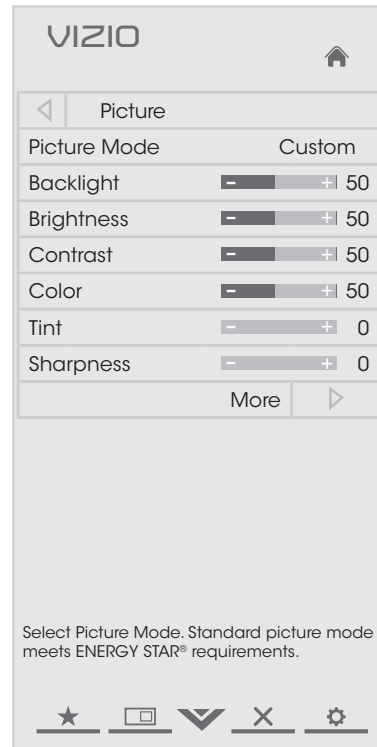 VIZIO
Picture
Picture Mode Custom
Backlight - + 50
Brightness - + 50
Contrast - + 50
Color - + 50
Tint - + 0
Sharpness - + 0
More
Select Picture Mode. Standard picture mode
meets ENERGY STAR® requirements.